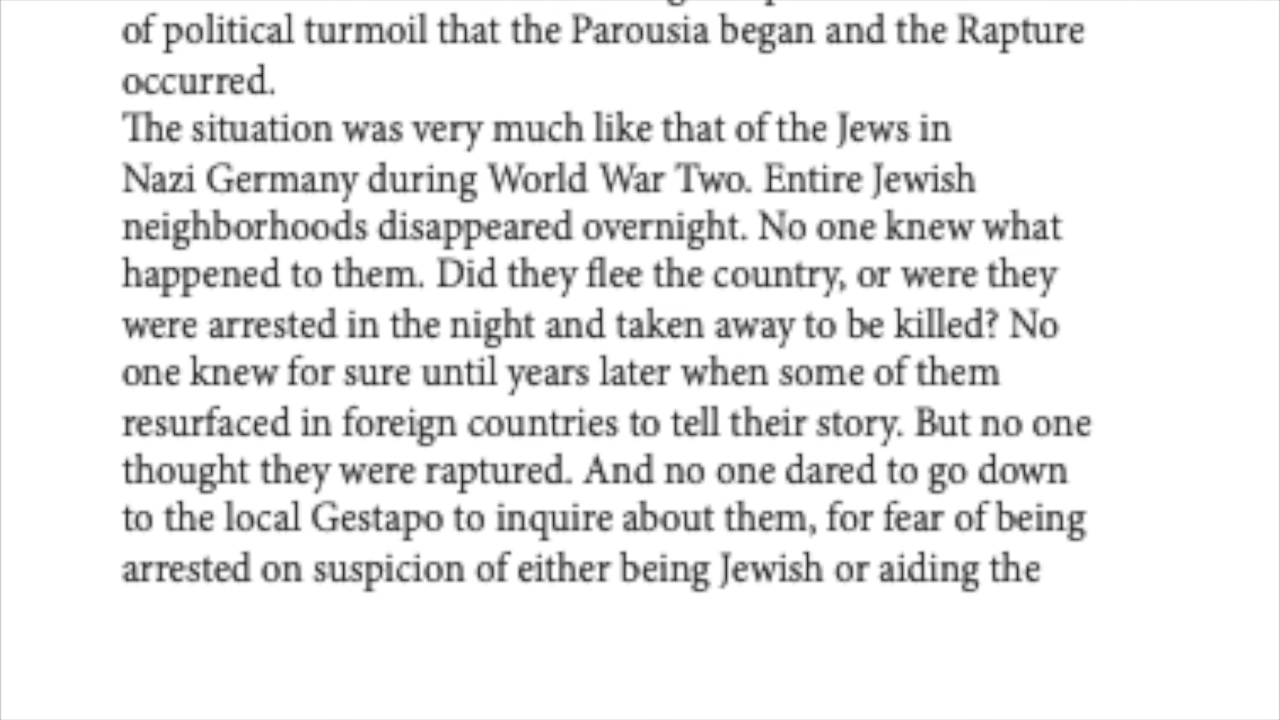 of political turmoil that the Parousia began and the Rapture
occurred.
The situation was very much like that of the Jews in
Nazi Germany during World War Two. Entire Jewish
neighborhoods disappeared overnight. No one knew what
happened to them. Did they flee the country, or were they
were arrested in the night and taken away to be killed? No
one knew for sure until years later when some of them
resurfaced in foreign countries to tell their story. But no one
thought they were raptured. And no one dared to go down
to the local Gestapo to inquire about them, for fear of being
arrested on suspicion of either being Jewish or aiding the